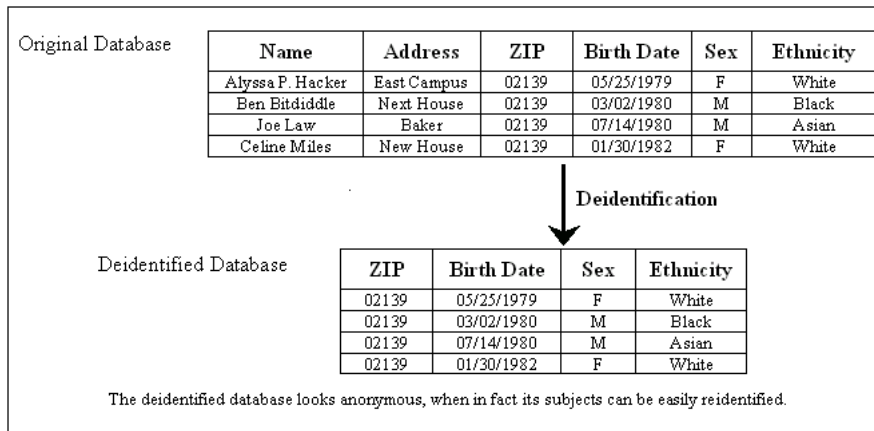 Original Database
Name Address ZIP Birth Date Sex Ethnicity
Alyssa P. Hacker East Campus 02139 05/25/1979 F White
Ben Bitdiddle Next House 02139 03/02/1980 M Black
Joe Law Baker 02139 07/14/1980 M Asian
Celine Miles New House 02139 01/30/1982 F White
Deidentification
Deidentified Database
ZIP Birth Date Sex Ethnicity
02139 05/25/1979 F White
02139 03/02/1980 M Black
02139 07/14/1980 M Asian
02139 01/30/1982 F White
The deidentified database looks anonymous, when in fact its subjects can be easily reidentified.